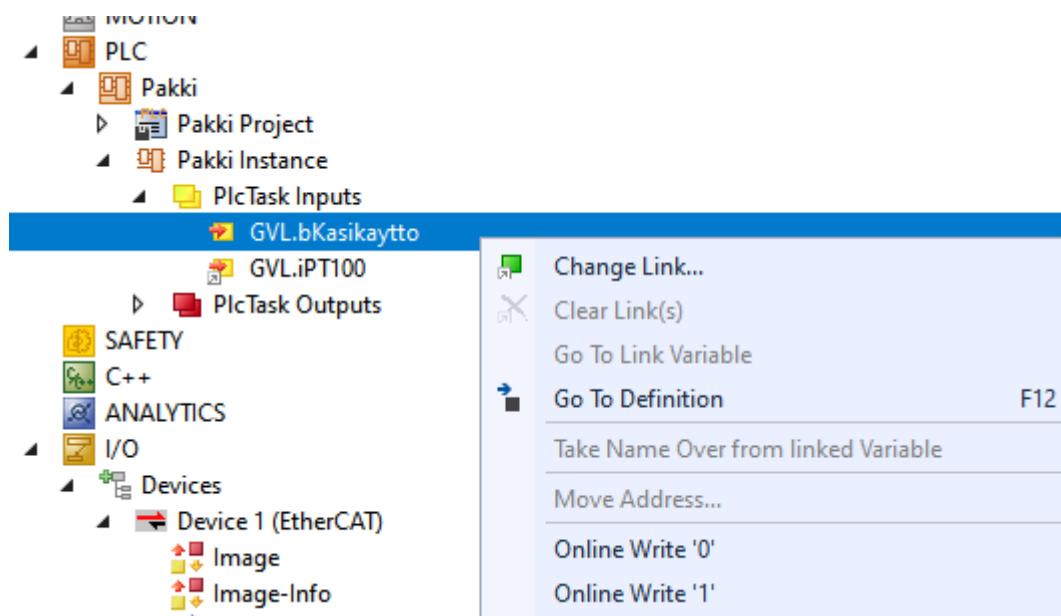 MOTION
PLC
Pakki
Pakki Project
Pakki Instance
PlcTask Inputs
GVL.bKasikaytto
GVL.iPT100
PlcTask Outputs
SAFETY
C++
ANALYTICS
I/O
Devices
Device 1 (EtherCAT)
Image
Image-Info
Change Link...
Clear Link(s)
Go To Link Variable
Go To Definition F12
Take Name Over from linked Variable
Move Address...
Online Write '0'
Online Write '1'